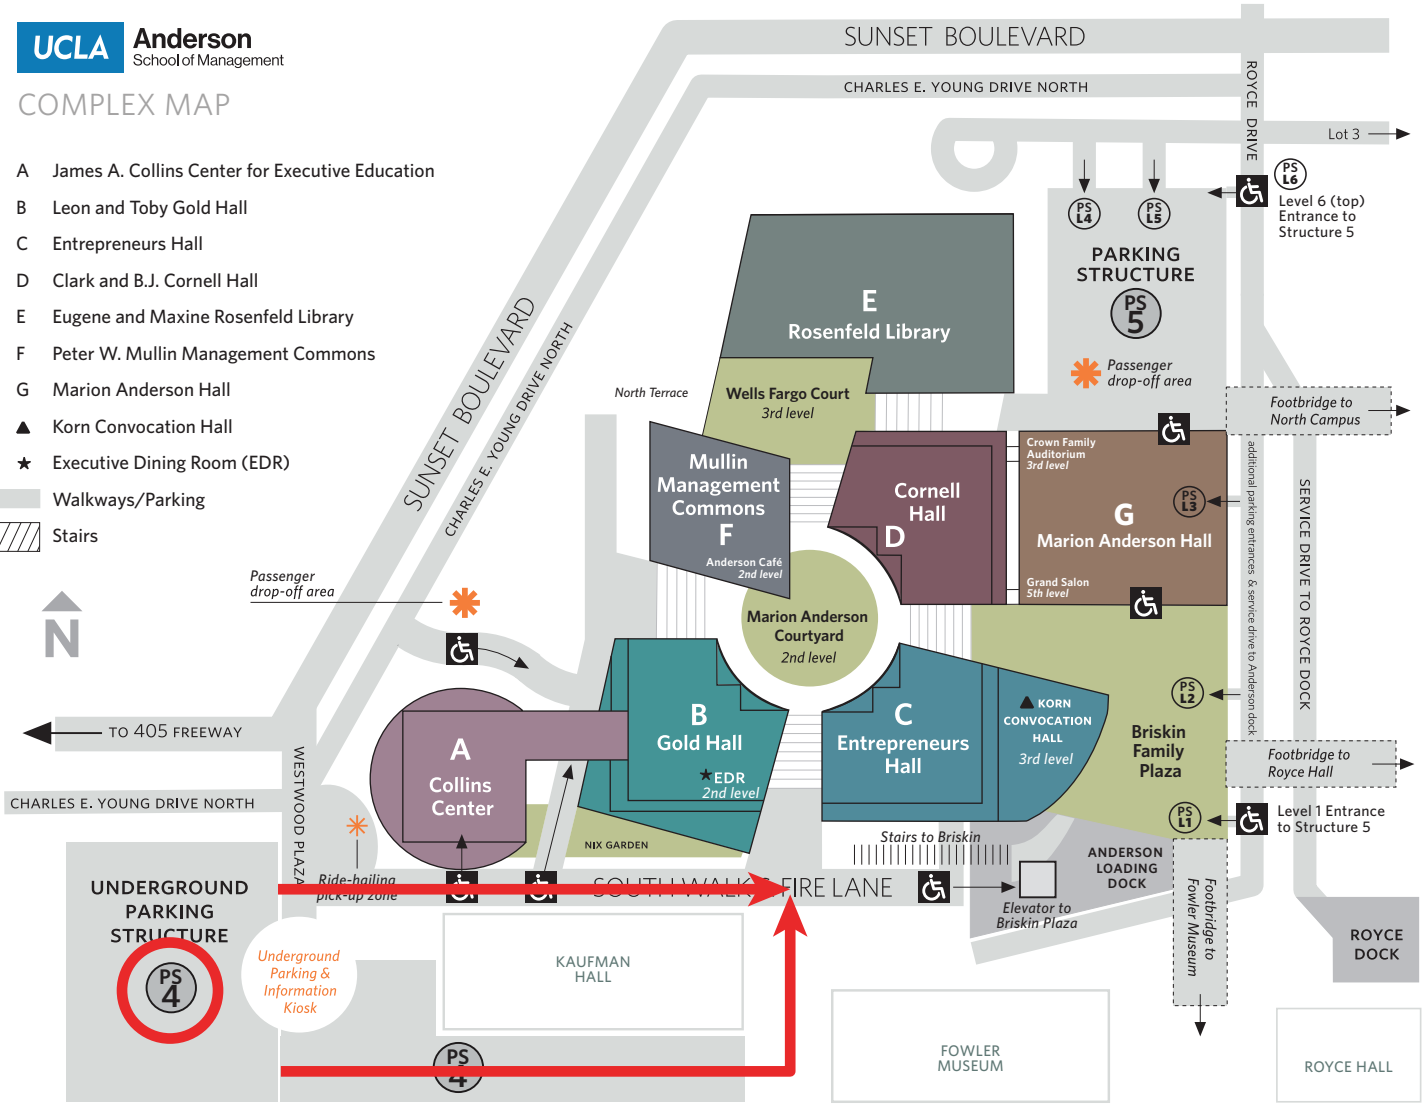 UCLA Anderson
School of Management
COMPLEX MAP
A James A. Collins Center for Executive Education
B Leon and Toby Gold Hall
C Entrepreneurs Hall
D Clark and B.J. Cornell Hall
E Eugene and Maxine Rosenfeld Library
F Peter W. Mullin Management Commons
G Marion Anderson Hall
Korn Convocation Hall
Executive Dining Room (EDR)
Walkways/Parking
Stairs
N
SUNSET BOULEVARD
CHARLES E. YOUNG DRIVE NORTH
ROYCE DRIVE
Lot 3
PS
L6
Level 6 (top)
Entrance to
Structure 5
PS
L4
PS
L5
PARKING
STRUCTURE
PS
5
Passenger
drop-off area
Footbridge to
North Campus
E
Rosenfeld Library
North Terrace
Wells Fargo Court
3rd level
SUNSET BOULEVARD
CHARLES E. YOUNG DRIVE NORTH
Mullin
Management
Commons
F
Anderson Café
2nd level
Cornell
Hall
D
Crown Family
Auditorium
3rd level
PS
L3
G
Marion Anderson Hall
Grand Salon
5th level
additional parking entrances & service drive to Anderson dock
SERVICE DRIVE TO ROYCE DOCK
Passenger
drop-off area
Marion Anderson
Courtyard
2nd level
B
Gold Hall
EDR
2nd level
C
Entrepreneurs
Hall
KORN
CONVOCATION
HALL
3rd level
PS
L2
Briskin
Family
Plaza
Footbridge to
Royce Hall
PS
L1
Level 1 Entrance
to Structure 5
A
Collins
Center
TO 405 FREEWAY
WESTWOOD PLAZA
CHARLES E. YOUNG DRIVE NORTH
NIX GARDEN
Stairs to Briskin
ANDERSON
LOADING
DOCK
Ride-hailing
pick-up zone
SOUTH WALK & FIRE LANE
Elevator to
Briskin Plaza
Footbridge to
Fowler Museum
ROYCE
DOCK
UNDERGROUND
PARKING
STRUCTURE
PS
4
Underground
Parking &
Information
Kiosk
KAUFMAN
HALL
PS
4
FOWLER
MUSEUM
ROYCE HALL